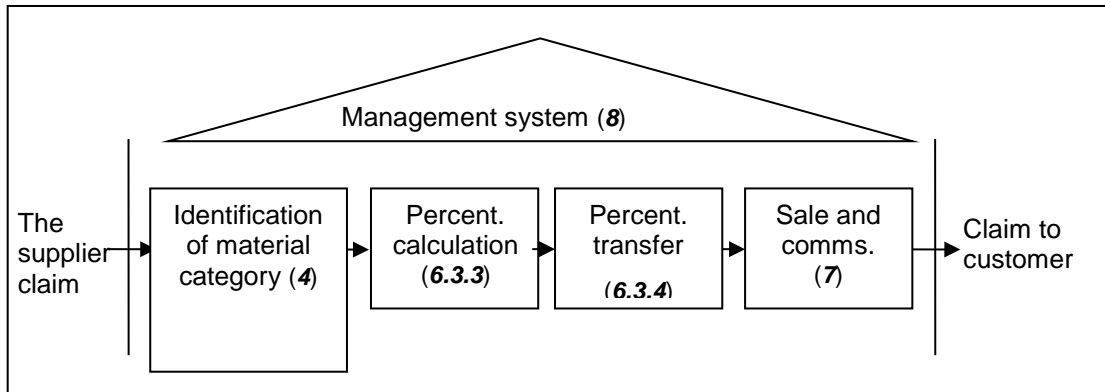 Management system (8)
The
supplier
claim
Identification
of material
category (4)
Percent.
calculation
(6.3.3)
Percent.
transfer
(6.3.4)
Sale and
comms.
(7)
Claim to
customer